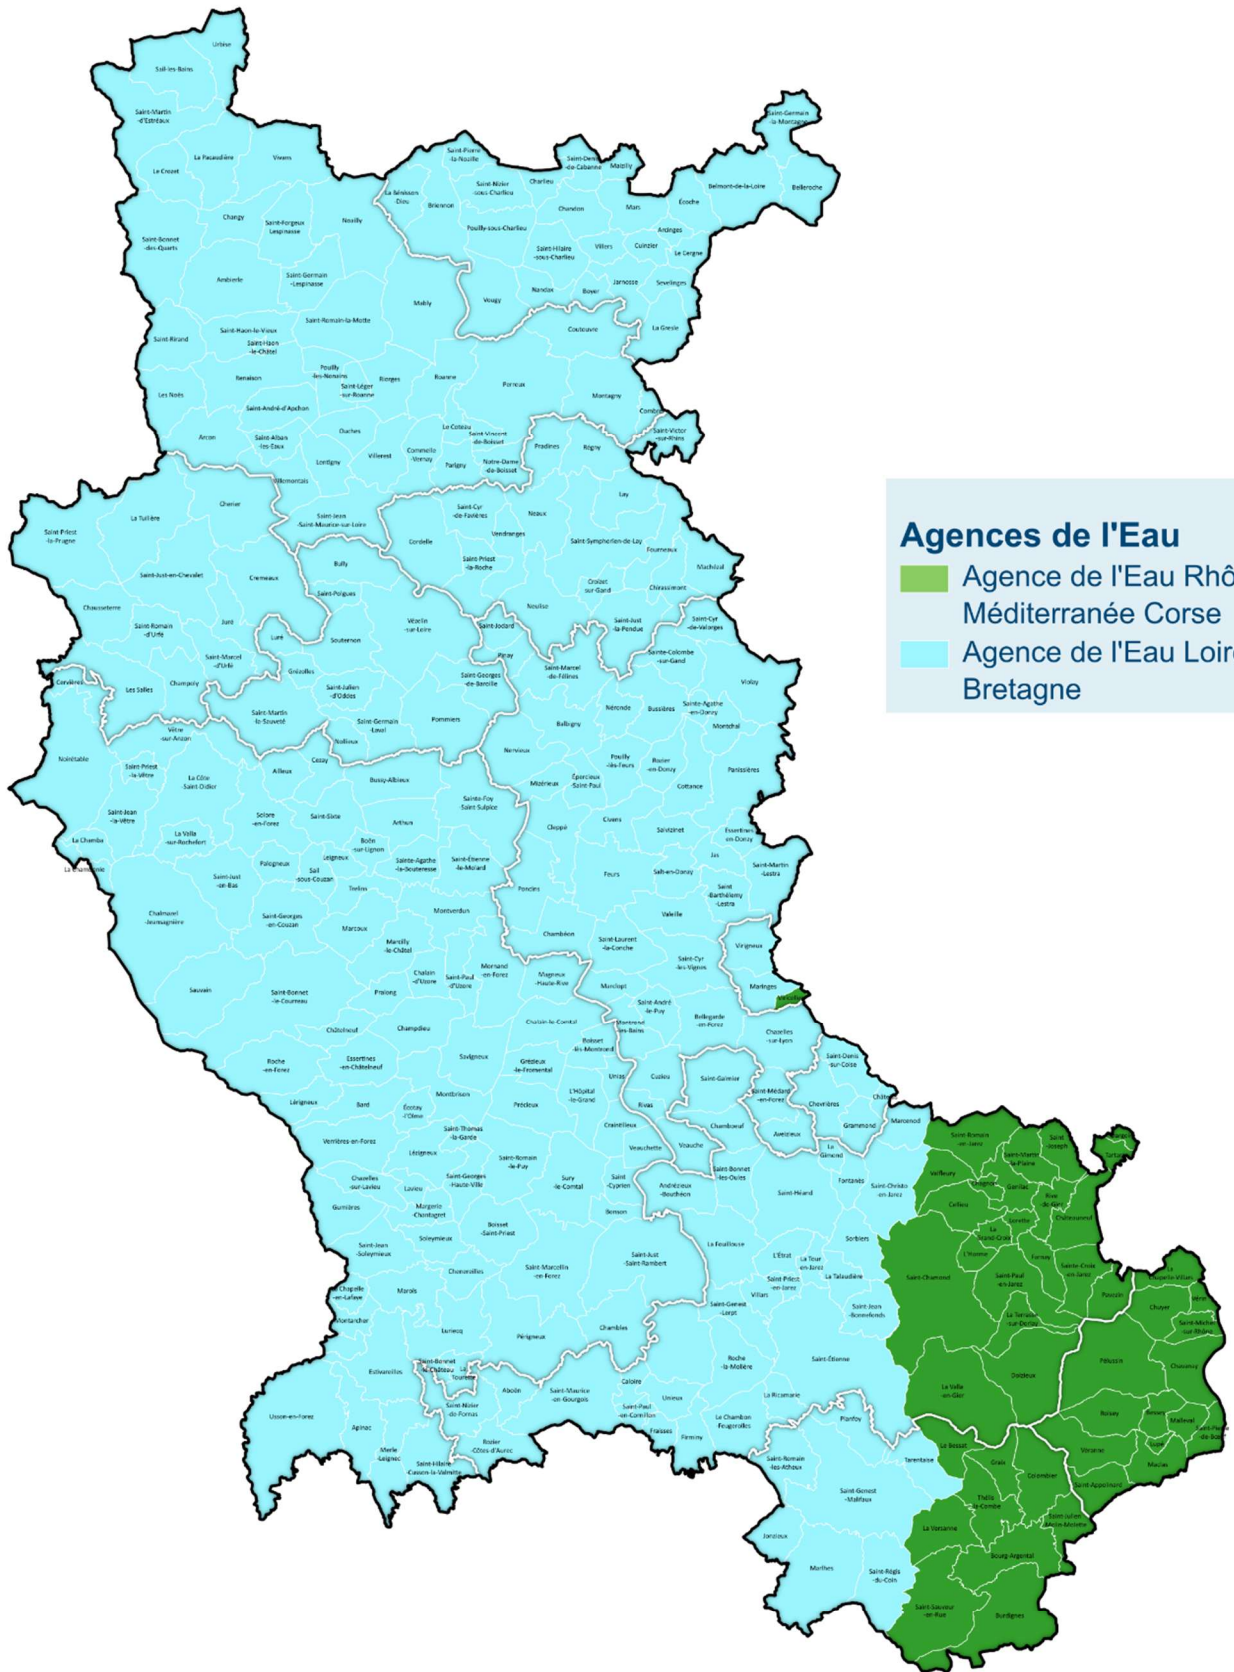 Urbise
Sail-les-Bains
Saint-Martin
-d'Estréaux
La Pacaudière
Vivans
Le Crozet
Changy
Saint-Forgeux
Lespinasse
Noailly
Saint-Bonnet
-des-Quarts
Ambierle
Saint-Germain
-Lespinasse
Mably
Saint-Romain-la-Motte
Saint-Rirand
Saint-Haon-le-Vieux
Saint-Haon
-le-Châtel
Renaison
Pouilly
-les-Nonains
Saint-Léger
-sur-Roanne
Riorges
Roanne
Les Noës
Saint-André-d'Apchon
Arcon
Saint-Alban
-les-Eaux
Ouches
Lentigny
Villerest
Commelle
-Vernay
Le Coteau
Saint-Vincent
-de-Boisset
Parigny
Notre-Dame
-de-Boisset
Perreux
Montagny
Coutouvre
Combre
Saint-Victor
-sur-Rhins
Villemontais
Saint-Jean
-Saint-Maurice-sur-Loire
Saint-Germain
-la-Montagne
Belmont-de-la-Loire
Belleroche
Écoche
Saint-Pierre
-la-Noaille
Saint-Denis
-de-Cabanne
Maizilly
Charlieu
Saint-Nizier
-sous-Charlieu
La Bénisson
-Dieu
Briennon
Chandon
Mars
Arcinges
Pouilly-sous-Charlieu
Saint-Hilaire
-sous-Charlieu
Villers
Cuinzier
Le Cergne
Nandax
Boyer
Jarnosse
Sevelinges
Vougy
La Gresle
Pradines
Régny
Lay
Saint-Cyr
-de-Favières
Neaux
Vendranges
Cordelle
Saint-Symphorien-de-Lay
Fourneaux
Machézal
Saint-Priest
-la-Roche
Croizet
sur-Gand
Chirassimont
Neulise
Saint-Just
-la-Pendue
Saint-Cyr
-de-Valorges
Saint-Jodard
Pinay
Saint-Marcel
-de-Félines
Sainte-Colombe
-sur-Gand
Violay
Saint-Priest
-la-Prugne
La Tuilière
Cherier
Saint-Just-en-Chevalet
Cremeaux
Chausseterre
Saint-Romain
-d'Urfé
Juré
Luré
Saint-Marcel
-d'Urfé
Les Salles
Champoly
Cervières
Bully
Saint-Polgues
Souternon
Vézelin
-sur-Loire
Grézolles
Saint-Julien
-d'Oddes
Saint-Georges
-de-Baroille
Saint-Martin
-la-Sauveté
Saint-Germain
Laval
Pommiers
Nollieux
Balbigny
Néronde
Bussières
Sainte-Agathe
-en-Donzy
Montchal
Nervieux
Pouilly
-lès-Feurs
Rozier
-en-Donzy
Panissières
Mizérieux
Épercieux
-Saint-Paul
Cottance
Cleppé
Civens
Salvizinet
Essertines
-en-Donzy
Jas
Feurs
Salt-en-Donzy
Saint-Martin
-Lestra
Saint
-Barthélemy
-Lestra
Poncins
Valeille
Chambéon
Saint-Laurent
-la-Conche
Saint-Cyr
-les-Vignes
Virigneux
Maringes
Noirétable
Vêtre
-sur-Anzon
Saint-Priest
-la-Vêtre
La Côte
-Saint-Didier
Ailleux
Cezay
Bussy-Albieux
Sainte-Foy
-Saint-Sulpice
Saint-Jean
-la-Vêtre
Solore
-en-Forez
Saint-Sixte
Arthun
La Chamba
La Valla
-sur-Rochefort
Boën
-sur-Lignon
Leigneux
Palogneux
Sail
-sous-Couzan
Sainte-Agathe
-la-Bouteresse
Saint-Étienne
-le-Molard
Saint-Just
-en-Bas
Trelins
Chalmazel
-Jeansagnière
Saint-Georges
-en-Couzan
Marcoux
Montverdun
Marcilly
-le-Châtel
Sauvain
Saint-Bonnet
-le-Courreau
Pralong
Chalain
-d'Uzore
Saint-Paul
-d'Uzore
Mornand
-en-Forez
Magneux
-Haute-Rive
Marclopt
Saint-André
-le-Puy
Bellegarde
-en-Forez
Montrond
-les-Bains
Chazelles
-sur-Lyon
Châtelneuf
Champdieu
Chalain-le-Comtal
Boisset
-lès-Montrond
Roche
-en-Forez
Essertines
-en-Châtelneuf
Savigneux
Grézieux
-le-Fromental
Unias
Cuzieu
Saint-Galmier
Saint-Médard
-en-Forez
Saint-Denis
-sur-Coise
Chevrières
Grammond
Marcenod
Lérigneux
Bard
Montbrison
Précieux
L'Hôpital
-le-Grand
Rivas
Écotay
-l'Olme
Verrières-en-Forez
Saint-Thomas
-la-Garde
Craintilleux
Chambœuf
Aveizieux
Veauchette
Veauche
La
Gimond
Lézigneux
Saint-Romain
-le-Puy
Chazelles
-sur-Lavieu
Lavieu
Saint-Georges
-Haute-Ville
Sury
-le-Comtal
Saint
-Cyprien
Andrézieux
-Bouthéon
Saint-Bonnet
-les-Oules
Saint-Héand
Fontanès
Saint-Christo
-en-Jarez
Gumières
Margerie
-Chantagret
Bonson
Boisset
-Saint-Priest
Soleymieux
Saint-Jean
-Soleymieux
Saint-Just
Saint-Rambert
La Fouillouse
L'Étrat
La Tour
-en-Jarez
Sorbiers
Chenereilles
Saint-Marcellin
-en-Forez
Saint-Priest
-en-Jarez
La Talaudière
Villars
Marols
Montarcher
Saint-Genest
-Lerpt
Saint-Jean
-Bonnefonds
Luriecq
Périgneux
Chambles
Estivareilles
Saint-Bonnet
-le-Château
La
Tourette
Aboën
Saint-Maurice
-en-Gourgois
Caloire
Saint-Paul
-en-Cornillon
Unieux
Roche
-la-Molière
Saint-Étienne
La Ricamarie
Le Chambon
Feugerolles
Fraisses
Firminy
Usson-en-Forez
Apinac
Saint-Nizier
-de-Fornas
Merle
-Leignec
Rozier
-Côtes-d'Aurec
Saint-Hilaire
-Cusson-la-Valmitte
Planfoy
Saint-Romain
-les-Atheux
Saint-Genest
-Malifaux
Tarentaise
Jonzieux
Marlhes
Saint-Régis
-du-Coin
Saint-Romain
-en-Jarez
Saint
Joseph
Saint-Martin
-la-Plaine
Valfleury
Genilac
Cellieu
Rive
-de-Gier
Châteauneuf
Lorette
La
Grand-Croix
L'Horme
Farnay
Sainte-Croix
-en-Jarez
Saint-Chamond
Saint-Paul
-en-Jarez
Pavezin
La Terrasse
-sur-Dorlay
La Valla
-en-Gier
Doizieux
La
Chapelle-Villars
Chuyer
Vérin
Saint-Michel
-sur-Rhône
Pélussin
Chavanay
Roisey
Bessey
Malleval
Lupé
Véranne
Maclas
Saint-Appolinard
Le Bessat
Graix
Colombier
Thélis
-la-Combe
La Versanne
Saint-Julien
-Molin-Molette
Bourg-Argental
Saint-Sauveur
-en-Rue
Burdignes
Agences de l'Eau
Agence de l'Eau Rhô
Méditerranée Corse
Agence de l'Eau Loir
Bretagne